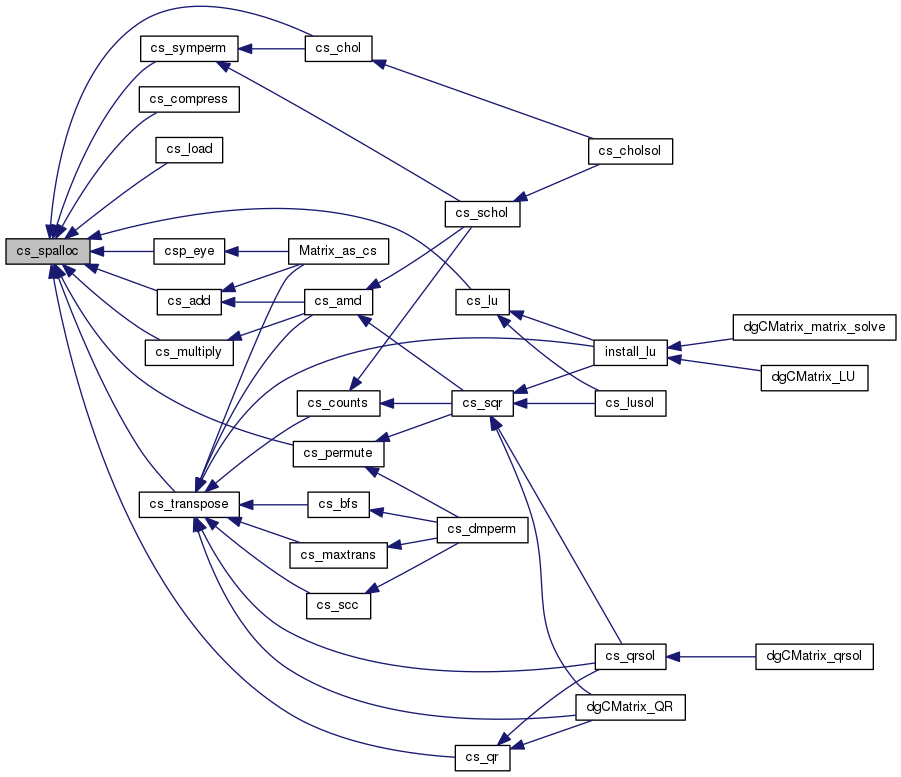 cs_spalloc
cs_symperm
cs_compress
cs_load
csp_eye
cs_add
cs_multiply
cs_transpose
cs_chol
Matrix_as_cs
cs_amd
cs_counts
cs_permute
cs_bfs
cs_maxtrans
cs_scc
cs_schol
cs_lu
cs_sqr
cs_dmperm
cs_qr
cs_cholsol
install_lu
cs_lusol
cs_qrsol
dgCMatrix_QR
dgCMatrix_matrix_solve
dgCMatrix_LU
dgCMatrix_qrsol